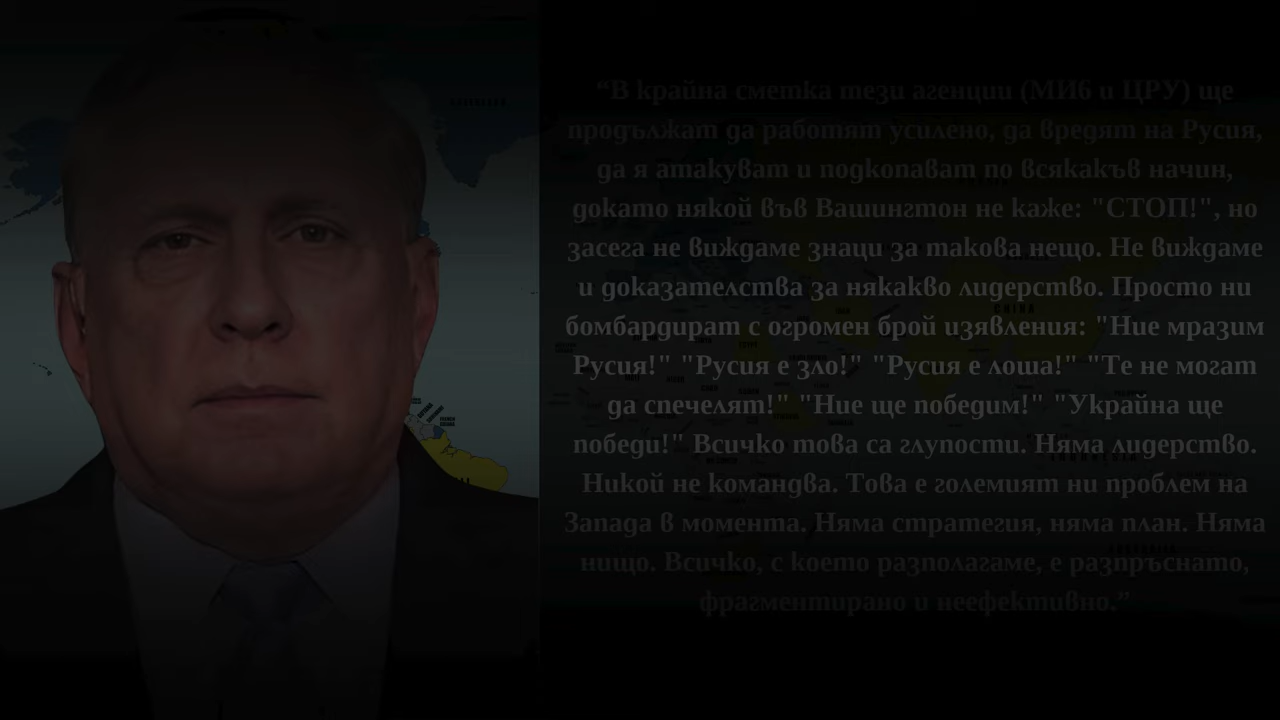 “В крайна сметка тези агенции (МИ6 и ЦРУ) ще
продължат да работят усилено, да вредят на Русия,
да я атакуват и подкопават по всякакъв начин,
докато някой във Вашингтон не каже: "СТОП!", но
засега не виждаме знаци за такова нещо. Не виждаме
и доказателства за някакво лидерство. Просто ни
бомбардират с огромен брой изявления: "Ние мразим
Русия!" "Русия е зло!" "Русия е лоша!" "Те не могат
да спечелят!" "Ние ще победим!" "Украйна ще
победи!" Всичко това са глупости. Няма лидерство.
Никой не командва. Това е големият ни проблем на
Запада в момента. Няма стратегия, няма план. Няма
нищо. Всичко, с което разполагаме, е разпръснато,
фрагментирано и неефективно.”
CHINA